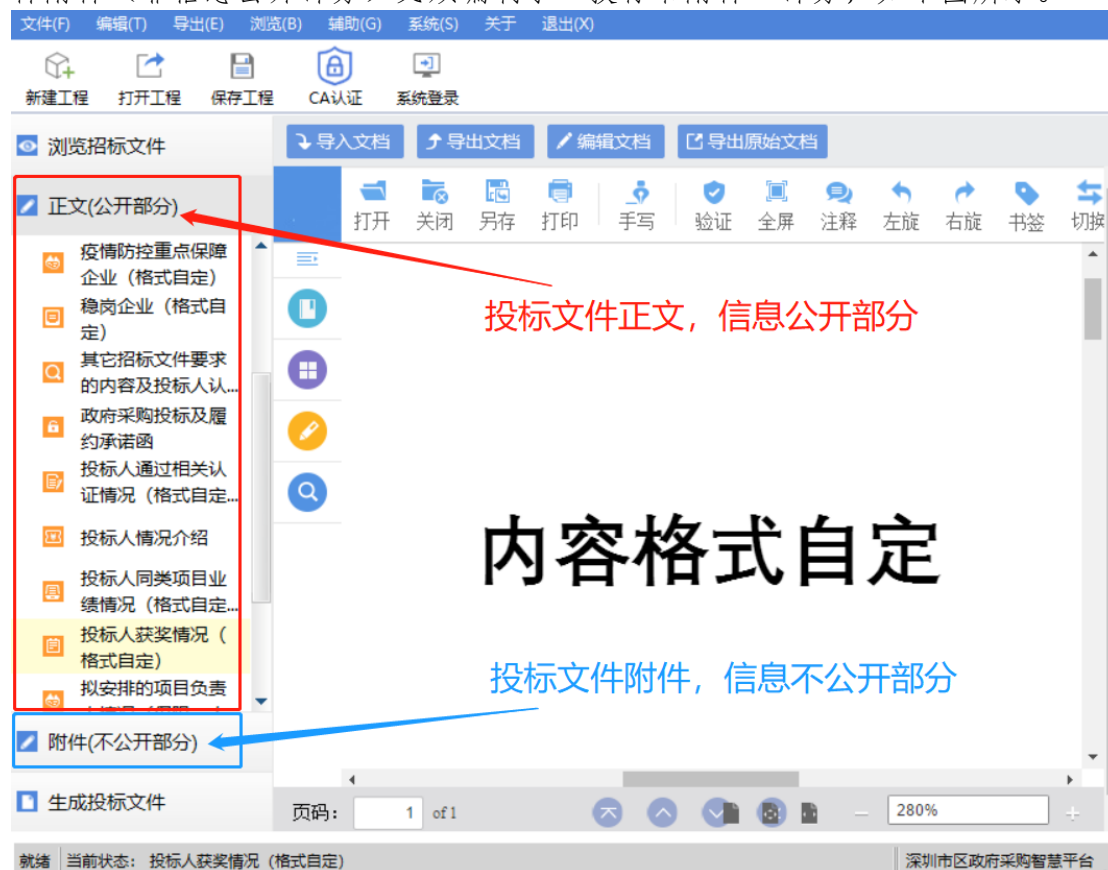 文件(F) 编辑(T) 导出(E) 浏览(B) 辅助(G) 系统(S) 关于 退出(X)
新建工程 打开工程 保存工程 CA认证 系统登录
浏览招标文件
导入文档 导出文档 编辑文档 导出原始文档
正文(公开部分)
打开 关闭 另存 打印 手写 验证 全屏 注释 左旋 右旋 书签 切换
疫情防控重点保障
企业（格式自定）
稳岗企业（格式自
定）
其它招标文件要求
的内容及投标人认...
政府采购投标及履
约承诺函
投标人通过相关认
证情况（格式自定...
投标人情况介绍
投标人同类项目业
绩情况（格式自定...
投标人获奖情况（
格式自定）
拟安排的项目负责
投标文件正文，信息公开部分
内容格式自定
投标文件附件，信息不公开部分
附件(不公开部分)
生成投标文件
页码： 1 of 1 280%
就绪 当前状态： 投标人获奖情况（格式自定） 深圳市区政府采购智慧平台